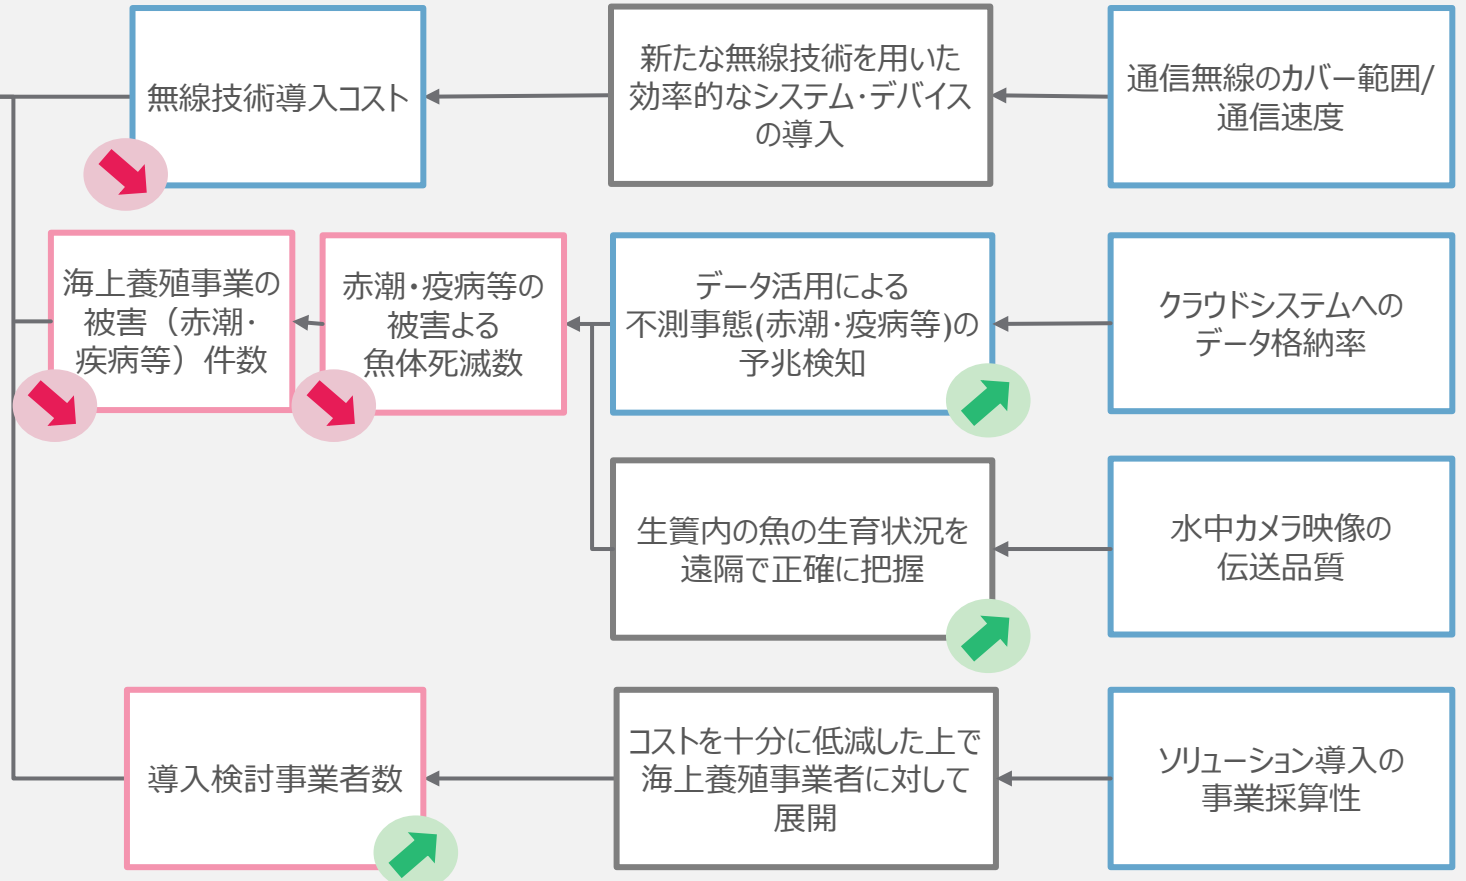 無線技術導入コスト
新たな無線技術を用いた
効率的なシステム・デバイス
の導入
通信無線のカバー範囲/
通信速度
海上養殖事業の
被害（赤潮・
疾病等）件数
赤潮・疫病等の
被害よる
魚体死滅数
データ活用による
不測事態(赤潮・疫病等)の
予兆検知
クラウドシステムへの
データ格納率
生簀内の魚の生育状況を
遠隔で正確に把握
水中カメラ映像の
伝送品質
導入検討事業者数
コストを十分に低減した上で
海上養殖事業者に対して
展開
ソリューション導入の
事業採算性